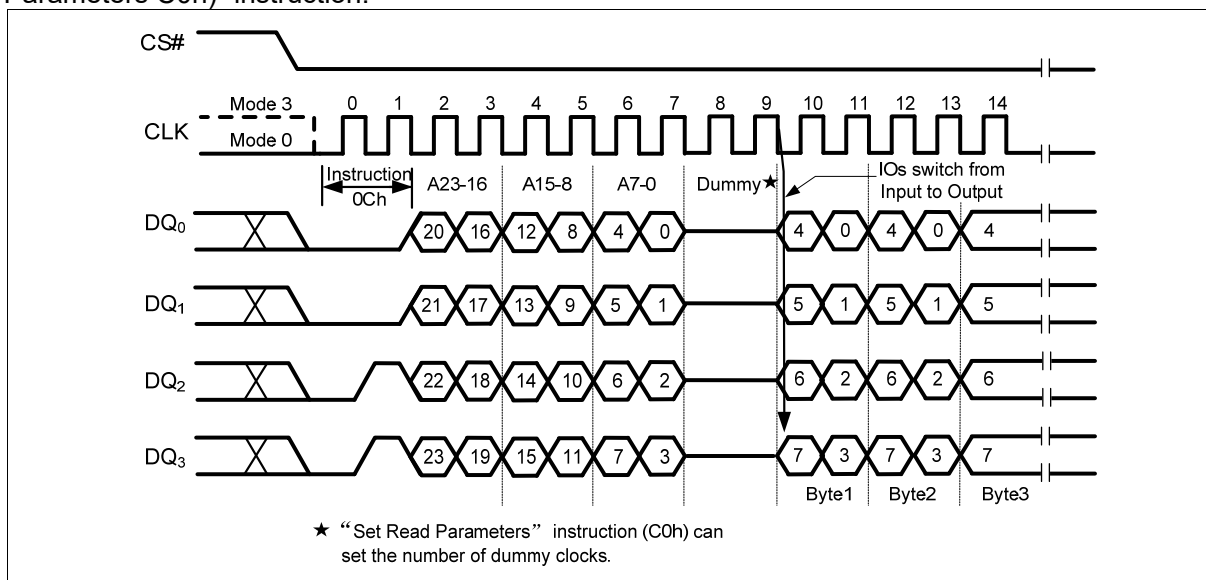 Parameters C0h)" instruction.
CS#
Mode 3 0 1 2 3 4 5 6 7 8 9 10 11 12 13 14
CLK
Mode 0
Instruction A23-16 A15-8 A7-0 Dummy★ IOs switch from
0Ch Input to Output
DQ0 20 16 12 8 4 0 4 0 4 0 4
DQ1 21 17 13 9 5 1 5 1 5 1 5
DQ2 22 18 14 10 6 2 6 2 6 2 6
DQ3 23 19 15 11 7 3 7 3 7 3 7
Byte1 Byte2 Byte3
★ “Set Read Parameters” instruction (C0h) can
set the number of dummy clocks.